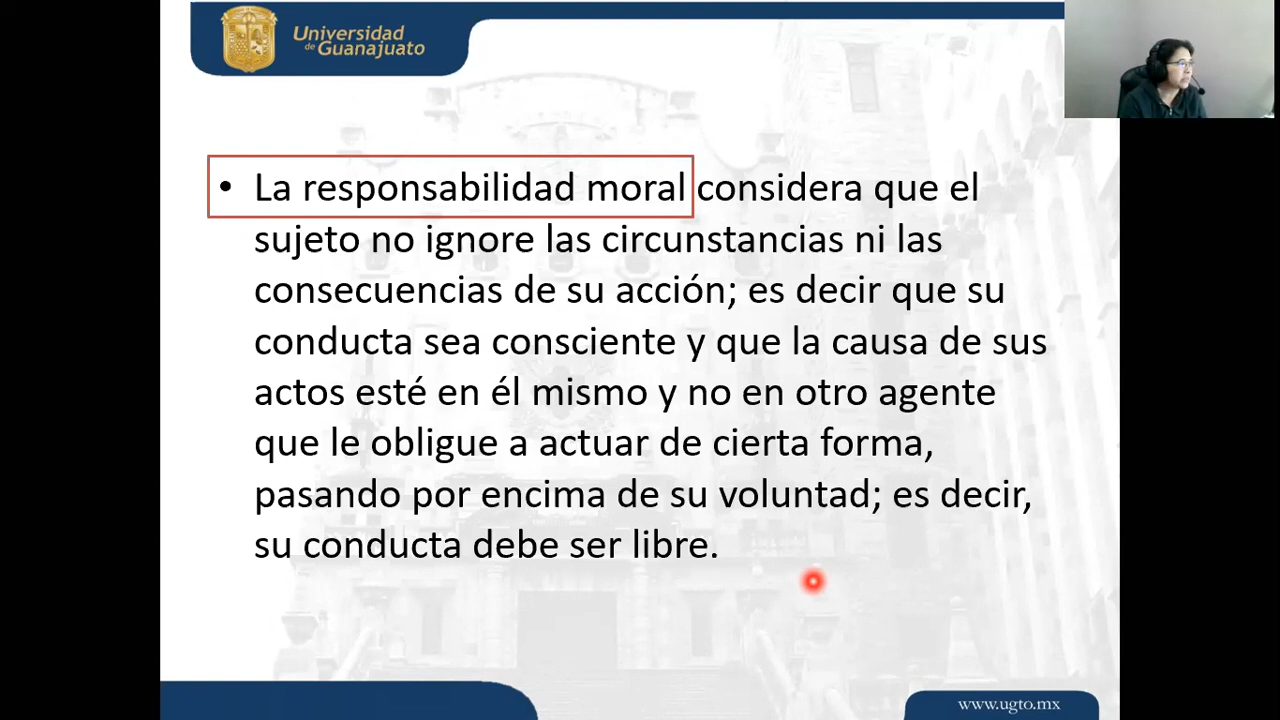 Universidad
de Guanajuato
• La responsabilidad moral considera que el
sujeto no ignore las circunstancias ni las
consecuencias de su acción; es decir que su
conducta sea consciente y que la causa de sus
actos esté en él mismo y no en otro agente
que le obligue a actuar de cierta forma,
pasando por encima de su voluntad; es decir,
su conducta debe ser libre.
www.ugto.mx